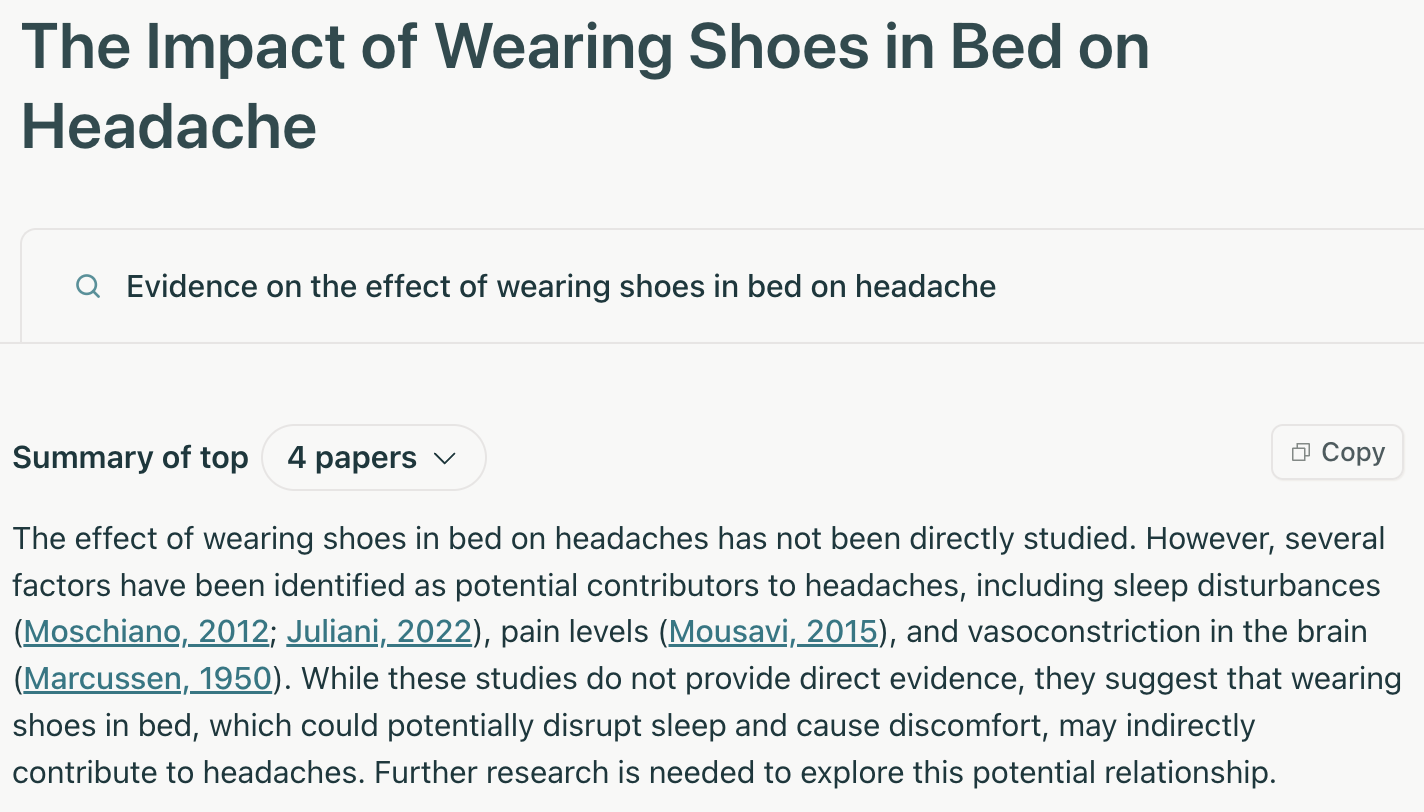 The Impact of Wearing Shoes in Bed on
Headache
Evidence on the effect of wearing shoes in bed on headache
Summary of top 4 papers
Copy
The effect of wearing shoes in bed on headaches has not been directly studied. However, several
factors have been identified as potential contributors to headaches, including sleep disturbances
(Moschiano, 2012; Juliani, 2022), pain levels (Mousavi, 2015), and vasoconstriction in the brain
(Marcussen, 1950). While these studies do not provide direct evidence, they suggest that wearing
shoes in bed, which could potentially disrupt sleep and cause discomfort, may indirectly
contribute to headaches. Further research is needed to explore this potential relationship.